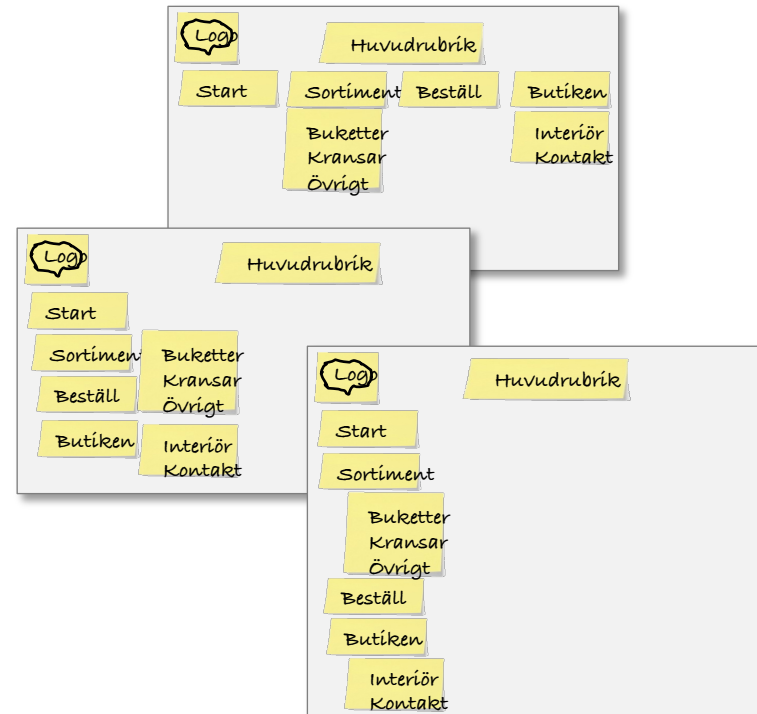 Logo
Huvudrubrik
Start
Sortiment
Beställ
Butiken
Buketter
Kransar
Övrigt
Interiör
Kontakt
Logo
Huvudrubrik
Start
Sortiment
Buketter
Kransar
Övrigt
Beställ
Butiken
Interiör
Kontakt
Logo
Huvudrubrik
Start
Sortiment
Buketter
Kransar
Övrigt
Beställ
Butiken
Interiör
Kontakt